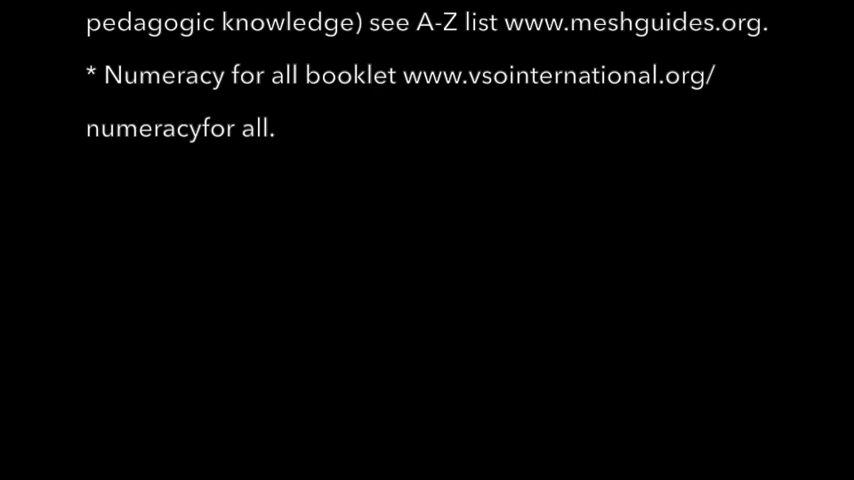 pedagogic knowledge) see A-Z list www.meshguides.org.
* Numeracy for all booklet www.vsointernational.org/
numeracyfor all.